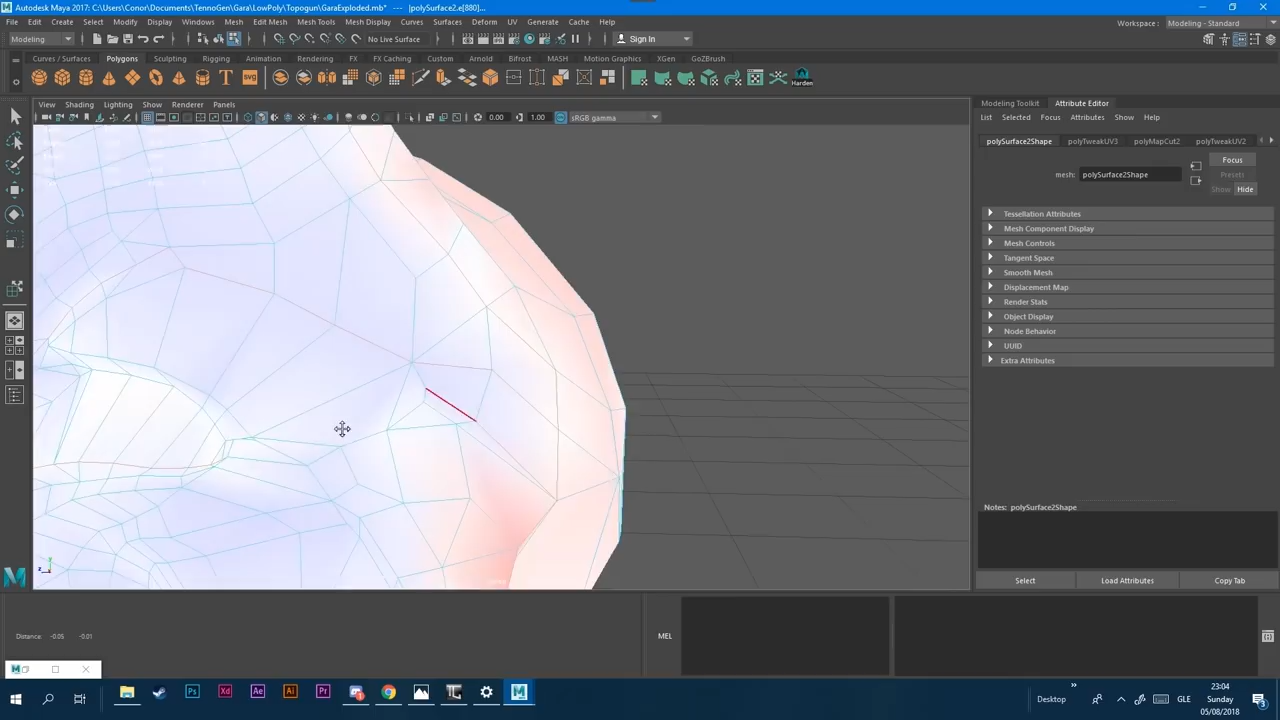 Autodesk Maya 2017: C:\Users\Conor\Documents\TennoGen\Gara\LowPoly\Topogun\GaraExploded.mb* --- |polySurface2.e[880]...
File Edit Create Select Modify Display Windows Mesh Edit Mesh Mesh Tools Mesh Display Curves Surfaces Deform UV Generate Cache Help
Workspace : Modeling - Standard
Modeling No Live Surface Sign In
Curves / Surfaces Polygons Sculpting Rigging Animation Rendering FX FX Caching Custom Arnold Bifrost MASH Motion Graphics XGen GoZBrush
T svg Harden
View Shading Lighting Show Renderer Panels
0.00 1.00 sRGB gamma
Modeling Toolkit Attribute Editor
List Selected Focus Attributes Show Help
polySurface2Shape polyTweakUV3 polyMapCut2 polyTweakUV2
mesh: polySurface2Shape
Focus
Presets
Show Hide
Tessellation Attributes
Mesh Component Display
Mesh Controls
Tangent Space
Smooth Mesh
Displacement Map
Render Stats
Object Display
Node Behavior
UUID
Extra Attributes
Notes: polySurface2Shape
Select Load Attributes Copy Tab
Distance: -0.05 -0.01
MEL
Ps Xd Ae Ai Pr
Desktop
GLE
23:04
Sunday
05/08/2018